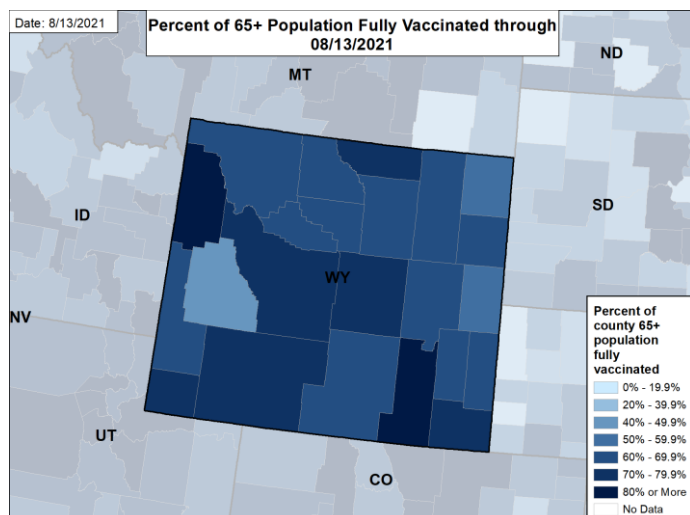 Date: 8/13/2021
Percent of 65+ Population Fully Vaccinated through
08/13/2021
ND
MT
SD
ID
WY
NV
UT
CO
Percent of
county 65+
population
fully
vaccinated
0% - 19.9%
20% - 39.9%
40% - 49.9%
50% - 59.9%
60% - 69.9%
70% - 79.9%
80% or More
No Data